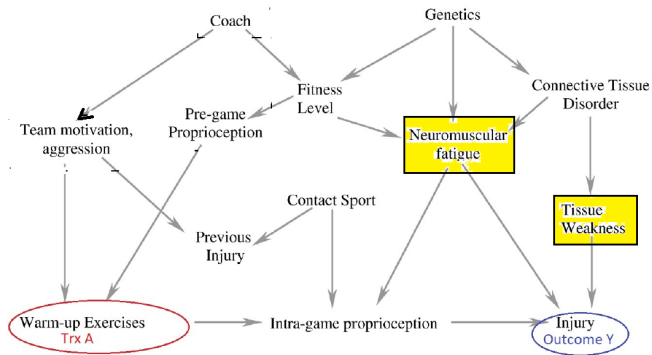 Coach
Genetics
Fitness
Level
Connective Tissue
Disorder
Pre-game
Proprioception
Team motivation,
aggression
Neuromuscular
fatigue
Contact Sport
Tissue
Weakness
Previous
Injury
Warm-up Exercises
Trx A
Intra-game proprioception
Injury
Outcome Y